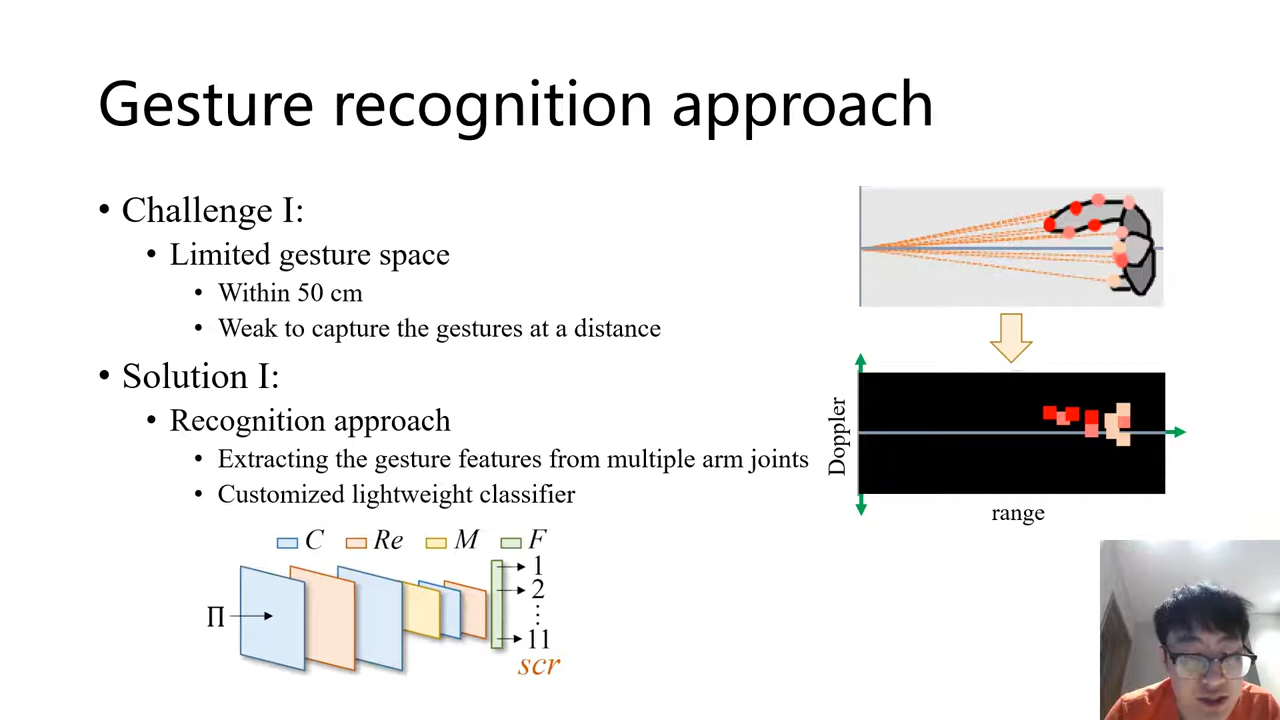 Gesture recognition approach
• Challenge I:
• Limited gesture space
• Within 50 cm
• Weak to capture the gestures at a distance
• Solution I:
• Recognition approach
• Extracting the gesture features from multiple arm joints
• Customized lightweight classifier
C Re M F
Π
1
2
⋮
11
scr
Doppler
range